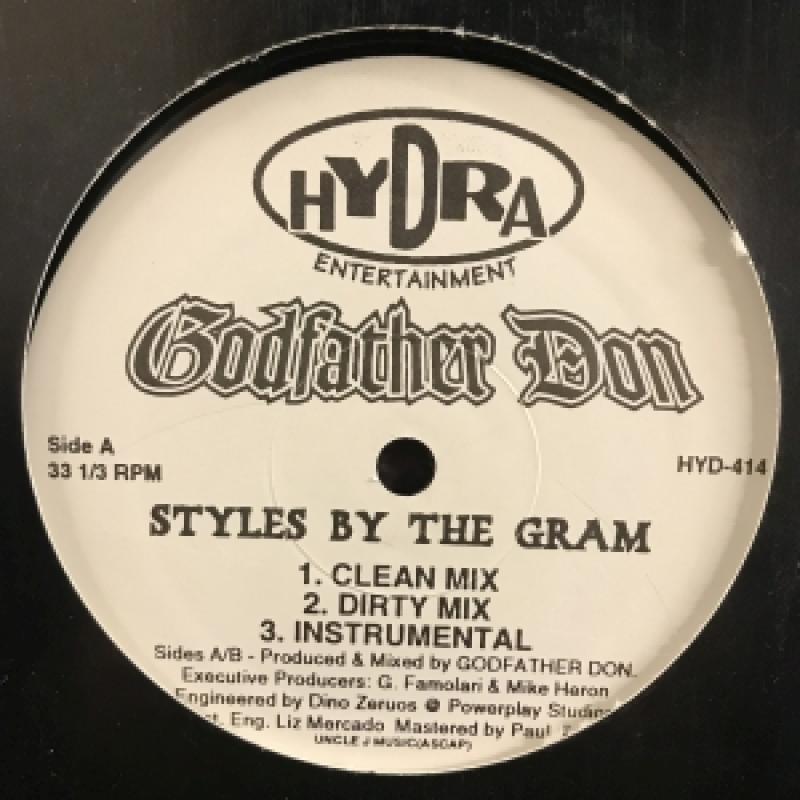 HYDRA
ENTERTAINMENT
Godfather Don
Side A
33 1/3 RPM
HYD-414
STYLES BY THE GRAM
1. CLEAN MIX
2. DIRTY MIX
3. INSTRUMENTAL
Sides A/B - Produced & Mixed by GODFATHER DON.
Executive Producers: G. Famolari & Mike Heron
Engineered by Dino Zeruos @ Powerplay Studios
Eng. Liz Mercado Mastered by Paul
UNCLE J MUSIC(ASCAP)